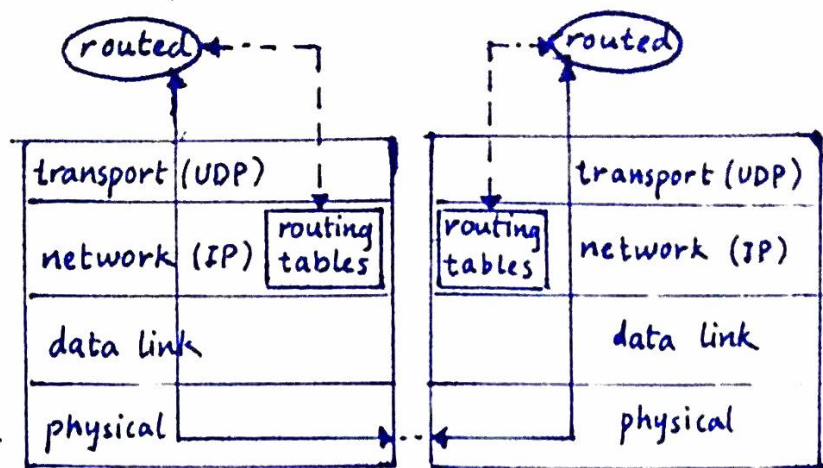 routed
routed
transport (UDP)
transport (UDP)
network (IP)
routing
tables
routing
tables
network (IP)
data link
data link
physical
physical